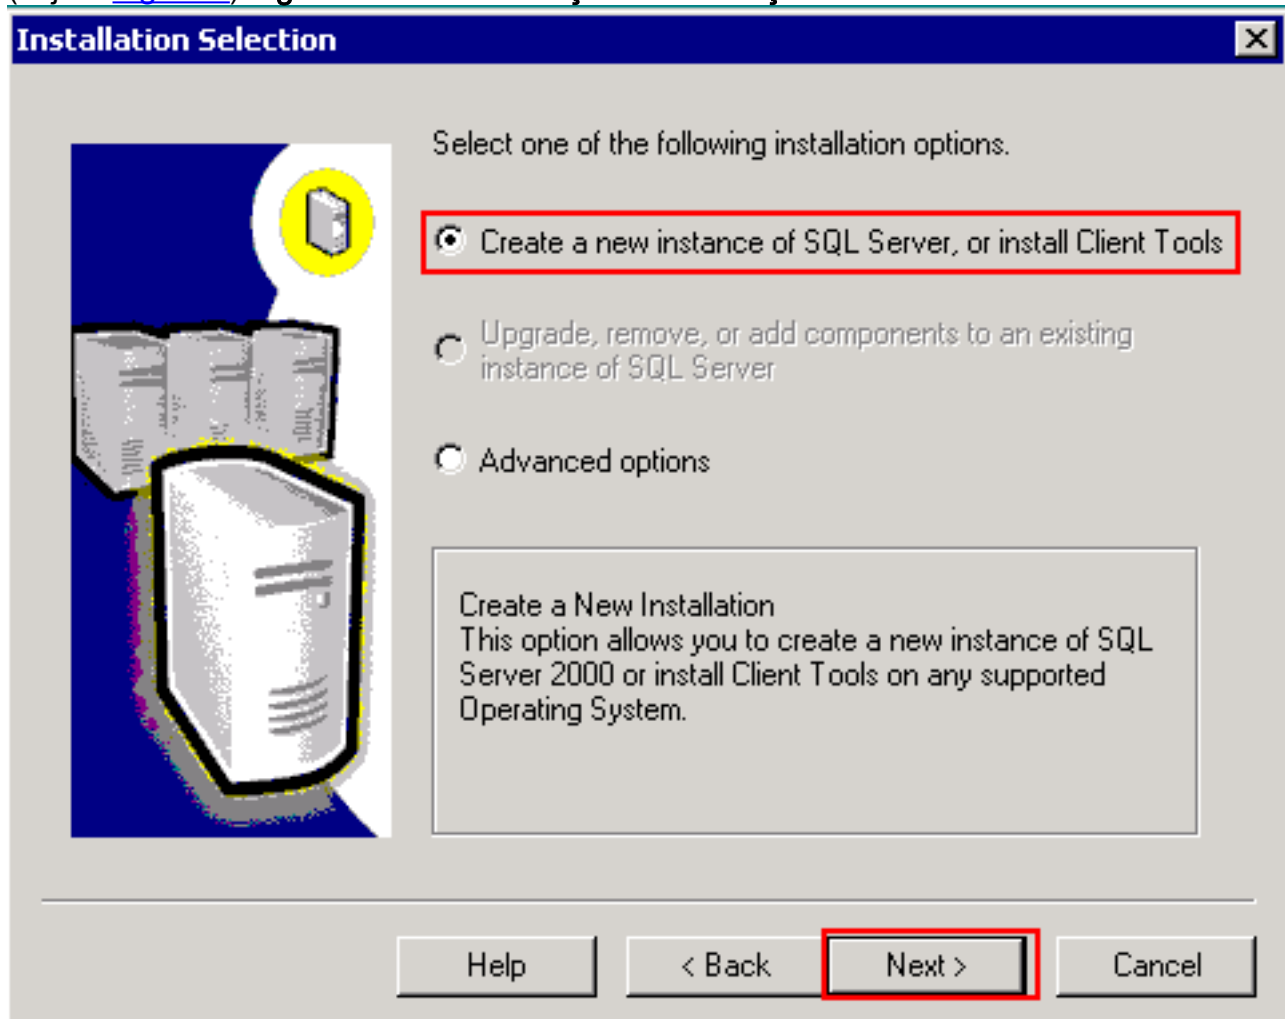 Installation Selection
Select one of the following installation options.
Create a new instance of SQL Server, or install Client Tools
Upgrade, remove, or add components to an existing
instance of SQL Server
Advanced options
Create a New Installation
This option allows you to create a new instance of SQL
Server 2000 or install Client Tools on any supported
Operating System.
Help
< Back
Next >
Cancel